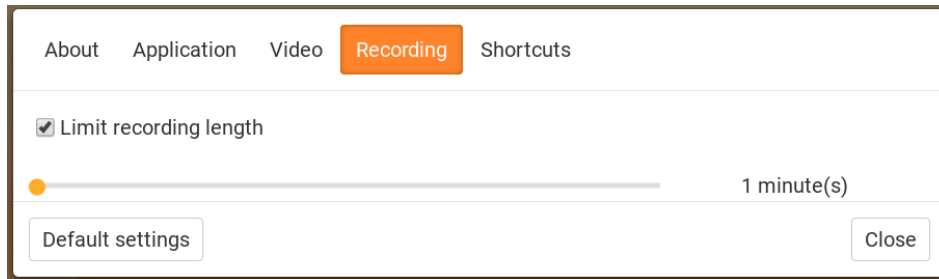 About Application Video Recording Shortcuts
Limit recording length
1 minute(s)
Default settings Close